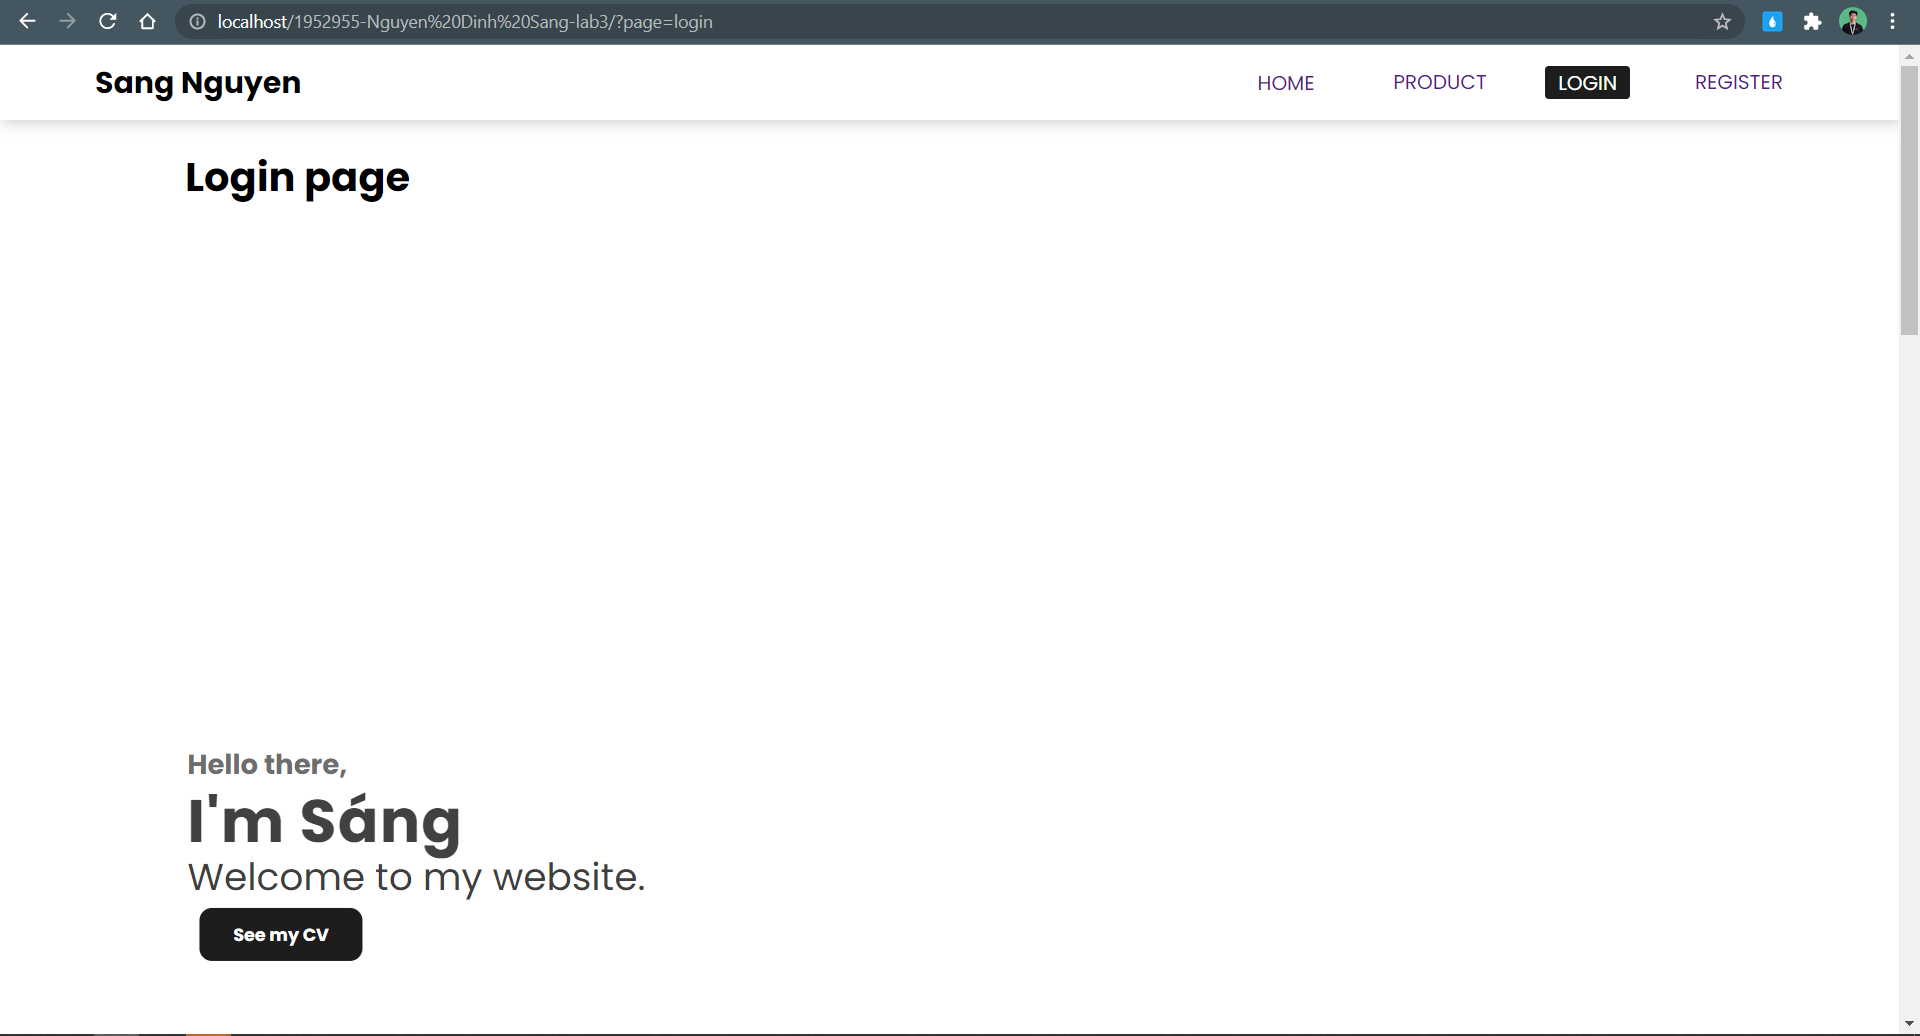 localhost/1952955-Nguyen%20Dinh%20Sang-lab3/?page=login
Sang Nguyen HOME PRODUCT LOGIN REGISTER
Login page
Hello there,
I'm Sáng
Welcome to my website.
See my CV